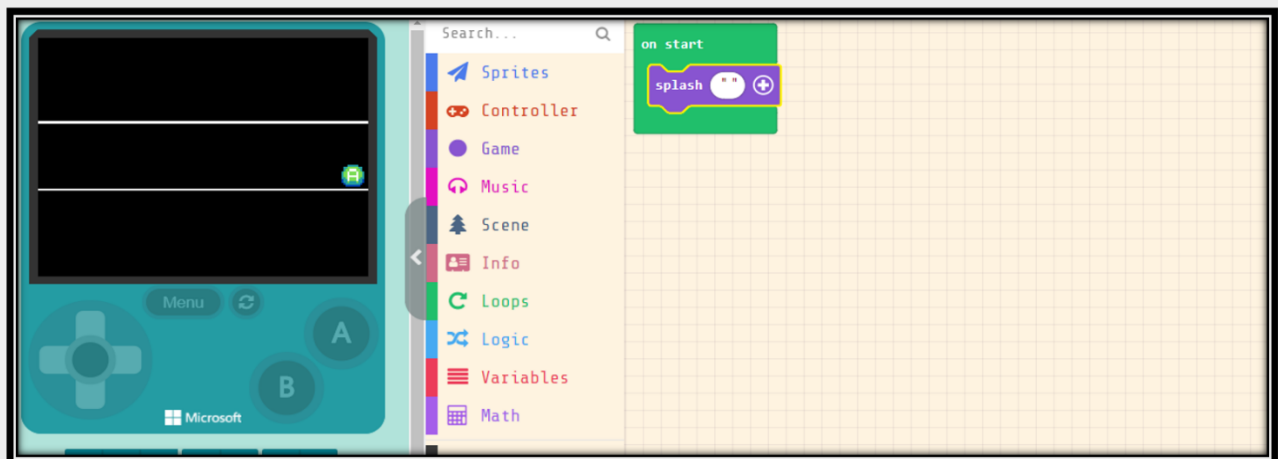 A
Menu
A
B
Microsoft
Search...
Sprites
Controller
Game
Music
Scene
Info
Loops
Logic
Variables
Math
on start
splash " "